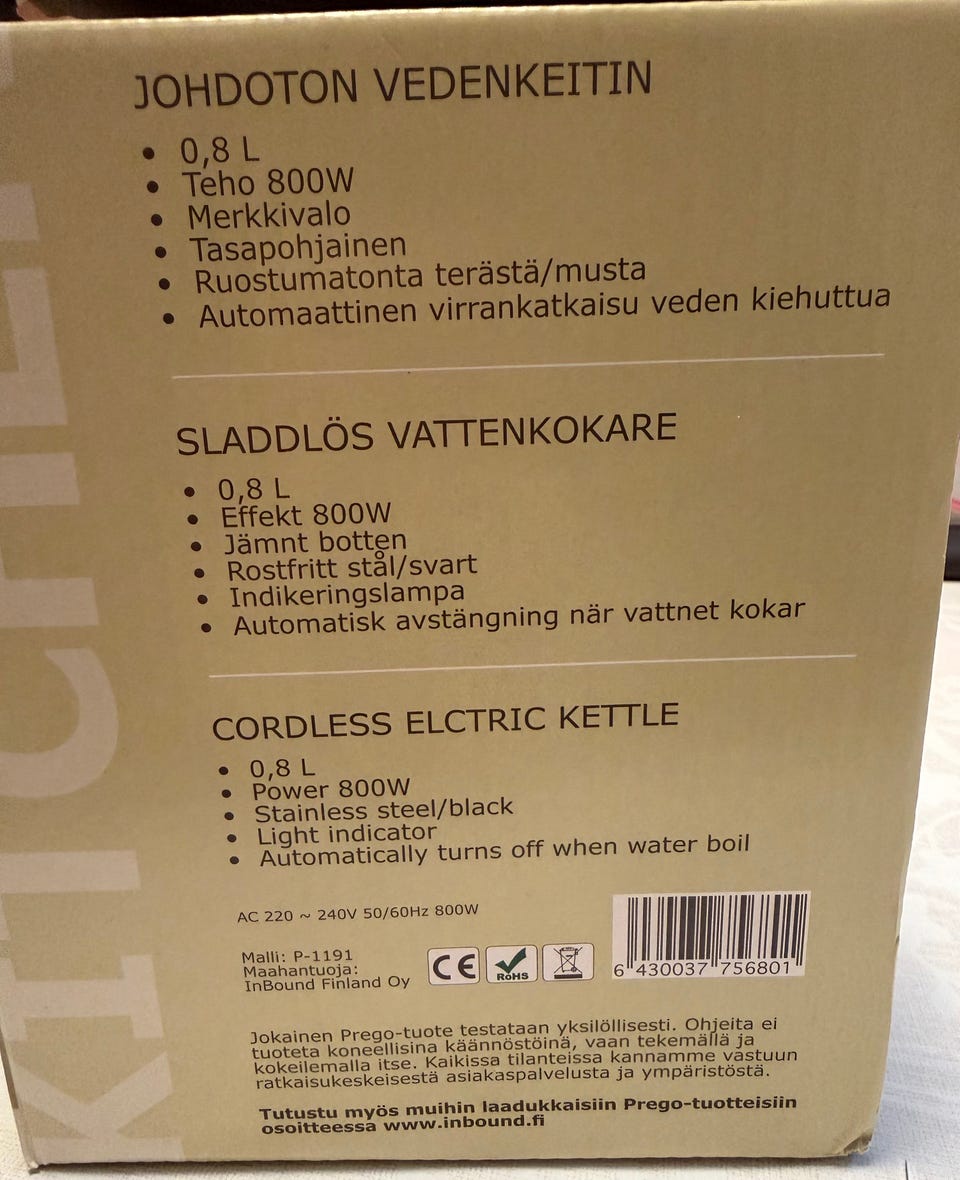 JOHDOTON VEDENKEITIN
• 0,8 L
• Teho 800W
• Merkkivalo
• Tasapohjainen
• Ruostumatonta terästä/musta
• Automaattinen virrankatkaisu veden kiehuttua
SLADDLÖS VATTENKOKARE
• 0,8 L
• Effekt 800W
• Jämnt botten
• Rostfritt stål/svart
• Indikeringslampa
• Automatisk avstängning när vattnet kokar
CORDLESS ELCTRIC KETTLE
• 0,8 L
• Power 800W
• Stainless steel/black
• Light indicator
• Automatically turns off when water boil
AC 220 ~ 240V 50/60Hz 800W
Malli: P-1191
Maahantuoja:
InBound Finland Oy
CE
RoHS
6 430037 756801
Jokainen Prego-tuote testataan yksilöllisesti. Ohjeita ei
tuoteta koneellisina käännöstöinä, vaan tekemällä ja
kokeilemalla itse. Kaikissa tilanteissa kannamme vastuun
ratkaisukeskeisestä asiakaspalvelusta ja ympäristöstä.
Tutustu myös muihin laadukkaisiin Prego-tuotteisiin
osoitteessa www.inbound.fi
KITCHEN